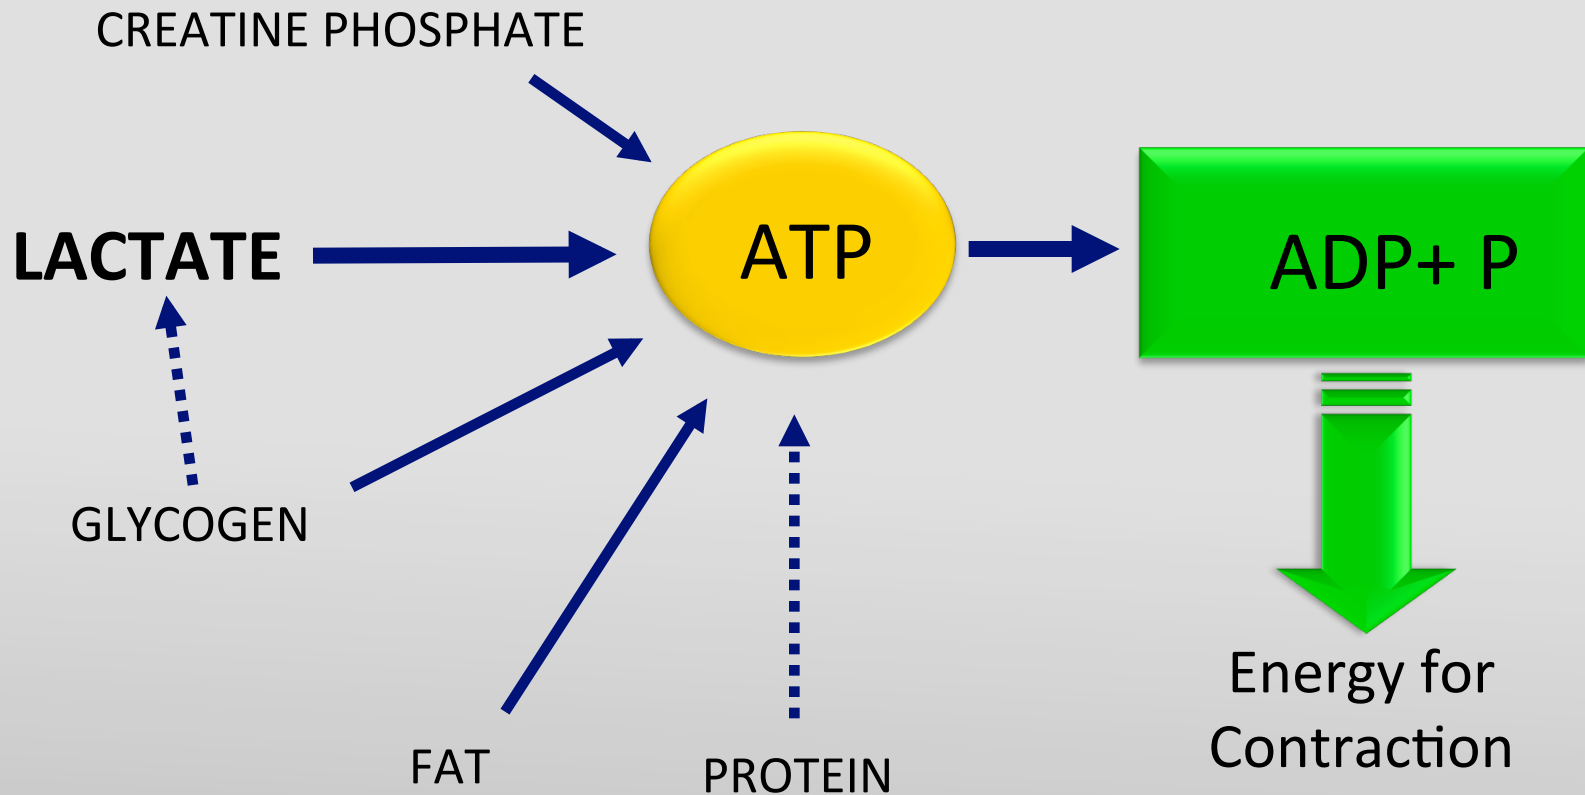 CREATINE PHOSPHATE
LACTATE
ATP
ADP+ P
GLYCOGEN
FAT
PROTEIN
Energy for
Contraction